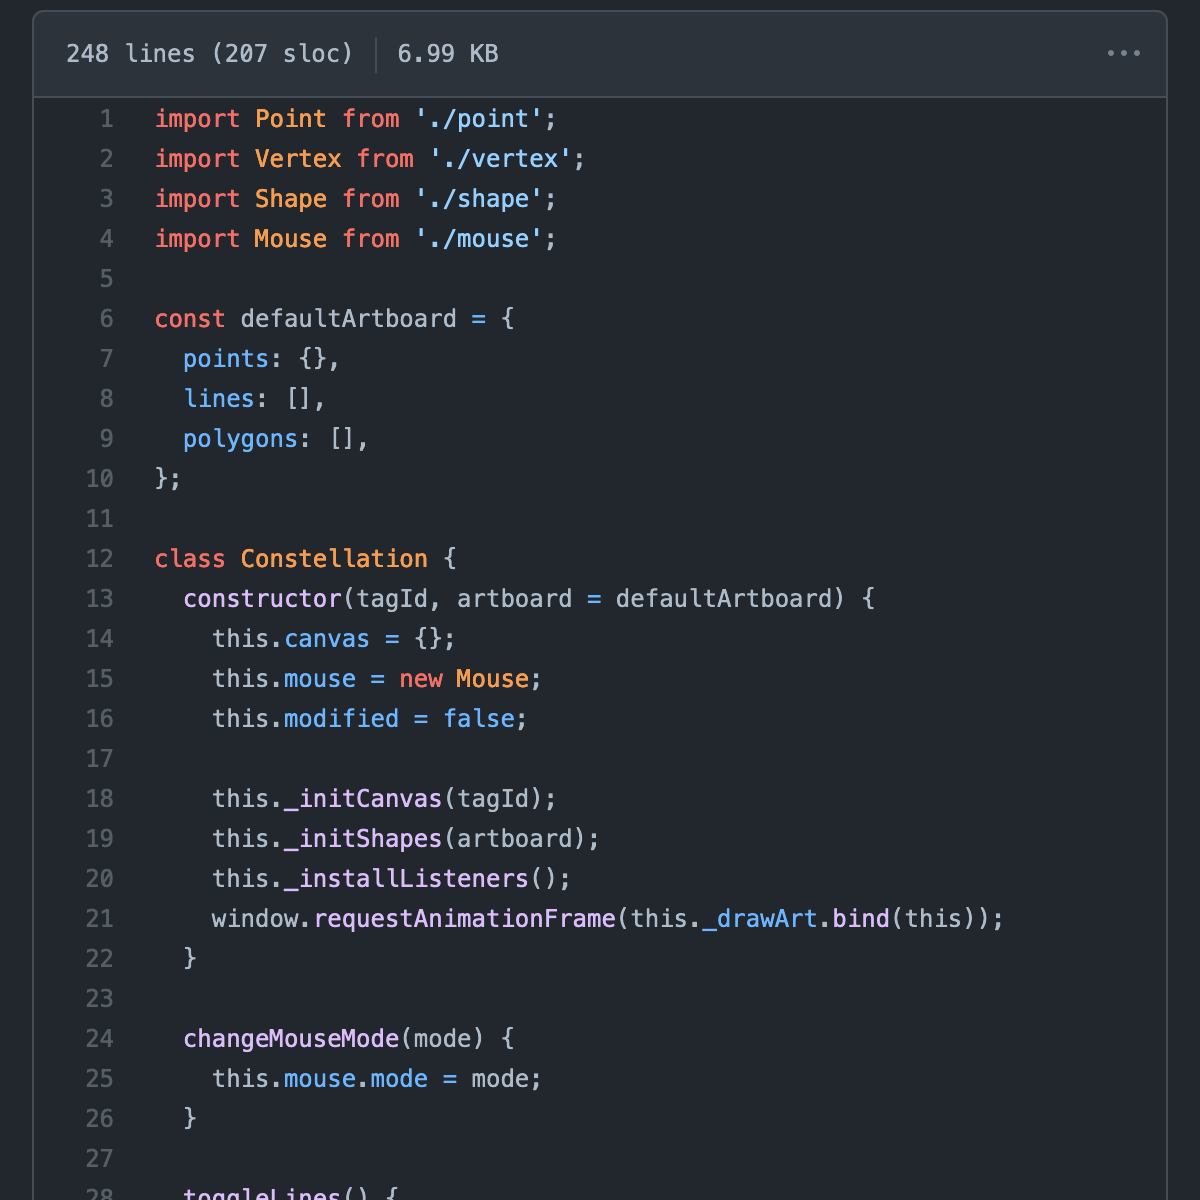 248 lines (207 sloc) 6.99 KB
1 import Point from './point';
2 import Vertex from './vertex';
3 import Shape from './shape';
4 import Mouse from './mouse';
5
6 const defaultArtboard = {
7   points: {},
8   lines: [],
9   polygons: [],
10 };
11
12 class Constellation {
13   constructor(tagId, artboard = defaultArtboard) {
14     this.canvas = {};
15     this.mouse = new Mouse;
16     this.modified = false;
17
18     this._initCanvas(tagId);
19     this._initShapes(artboard);
20     this._installListeners();
21     window.requestAnimationFrame(this._drawArt.bind(this));
22   }
23
24   changeMouseMode(mode) {
25     this.mouse.mode = mode;
26   }
27
28   toggleLines() {